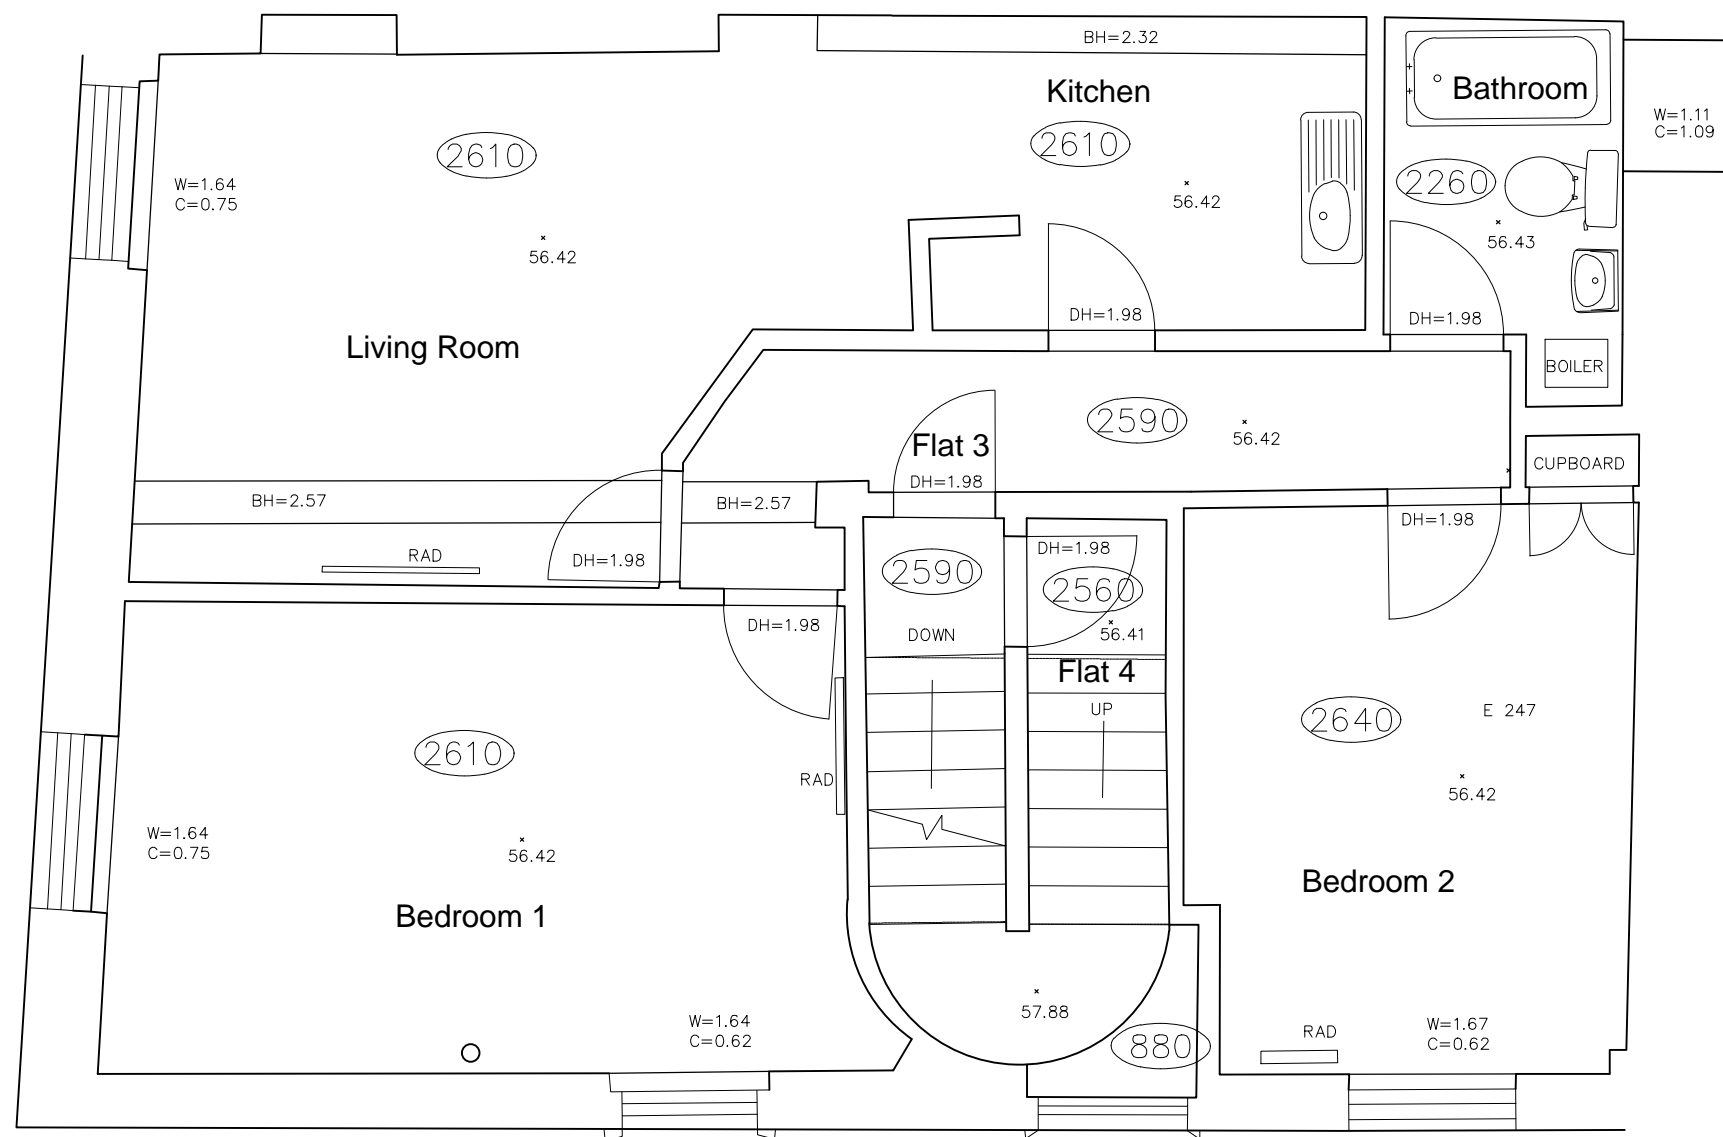 BH=2.32
Kitchen
Bathroom
W=1.11
C=1.09
2610
2610
2260
W=1.64
C=0.75
56.42
56.42
56.43
DH=1.98
DH=1.98
Living Room
BOILER
2590
56.42
Flat 3
CUPBOARD
DH=1.98
BH=2.57
BH=2.57
DH=1.98
RAD
DH=1.98
DH=1.98
2590
2560
DH=1.98
56.41
DOWN
Flat 4
UP
2640
E 247
2610
RAD
56.42
W=1.64
C=0.75
56.42
Bedroom 2
Bedroom 1
57.88
W=1.64
C=0.62
880
RAD
W=1.67
C=0.62